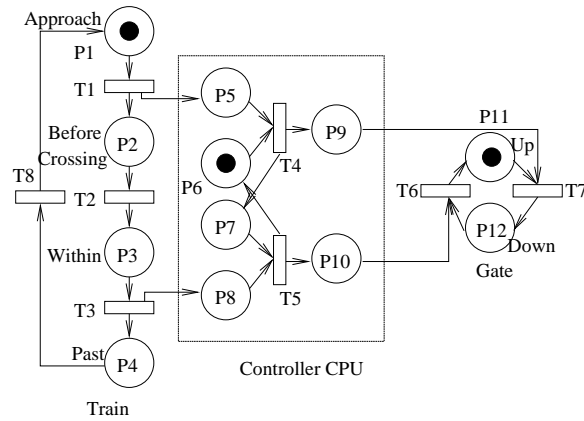 Approach
P1
T1
P5
P11
P2
P9
Before
Crossing
Up
T4
T8
T2
P6
T6
T7
P7
P12
Within
P3
P10
Down
P8
Gate
T3
T5
Past
P4
Controller CPU
Train